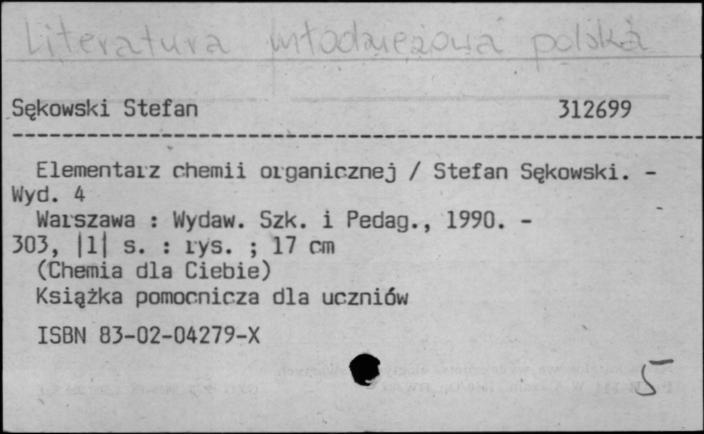 Literatura młodzieżowa polska
Sękowski Stefan 312699
Elementarz chemii organicznej / Stefan Sękowski. -
Wyd. 4
Warszawa : Wydaw. Szk. i Pedag., 1990. -
303, |1| s. : rys. ; 17 cm
(Chemia dla Ciebie)
Książka pomocnicza dla uczniów
ISBN 83-02-04279-X
5